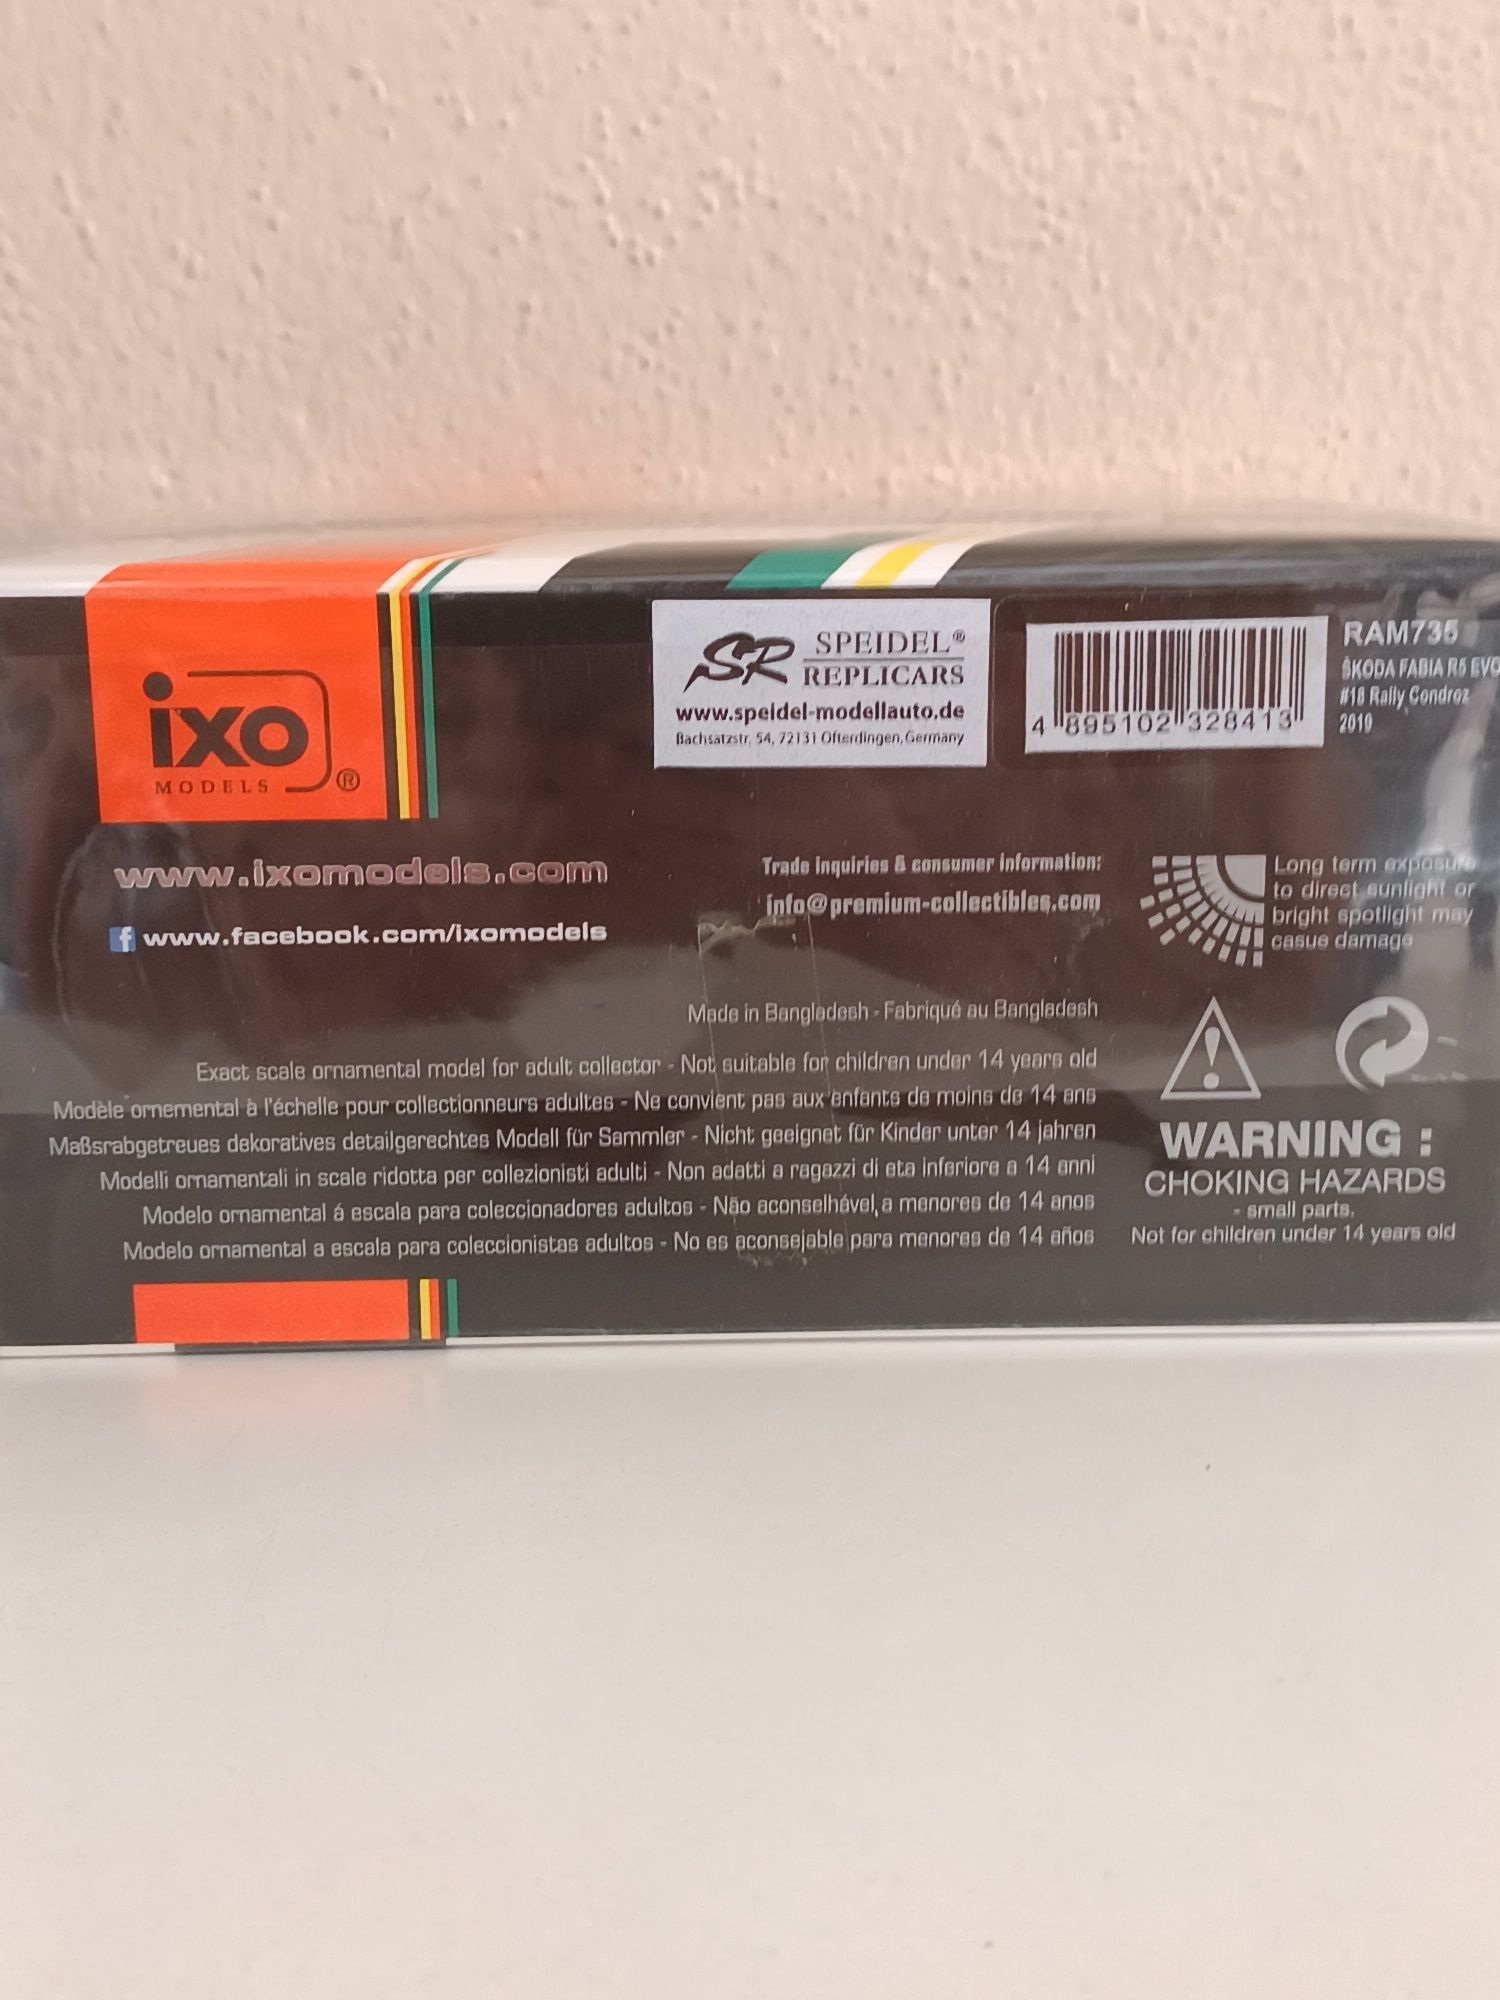 ixo
MODELS ®
SR SPEIDEL®
REPLICARS
www.speidel-modellauto.de
Bachsatzstr. 54, 72131 Ofterdingen, Germany
4 895102 328413
RAM735
ŠKODA FABIA R5 EVO
#18 Rally Condroz
2019
www.ixomodels.com
f www.facebook.com/ixomodels
Trade inquiries & consumer information:
info@premium-collectibles.com
Long term exposure
to direct sunlight or
bright spotlight may
casue damage
Made in Bangladesh - Fabriqué au Bangladesh
Exact scale ornamental model for adult collector - Not suitable for children under 14 years old
Modèle ornemental à l'échelle pour collectionneurs adultes - Ne convient pas aux enfants de moins de 14 ans
Maßsrabgetreues dekoratives detailgerechtes Modell für Sammler - Nicht geeignet für Kinder unter 14 jahren
Modelli ornamentali in scale ridotta per collezionisti adulti - Non adatti a ragazzi di eta inferiore a 14 anni
Modelo ornamental á escala para coleccionadores adultos - Não aconselhável a menores de 14 anos
Modelo ornamental a escala para coleccionistas adultos - No es aconsejable para menores de 14 años
WARNING :
CHOKING HAZARDS
- small parts.
Not for children under 14 years old